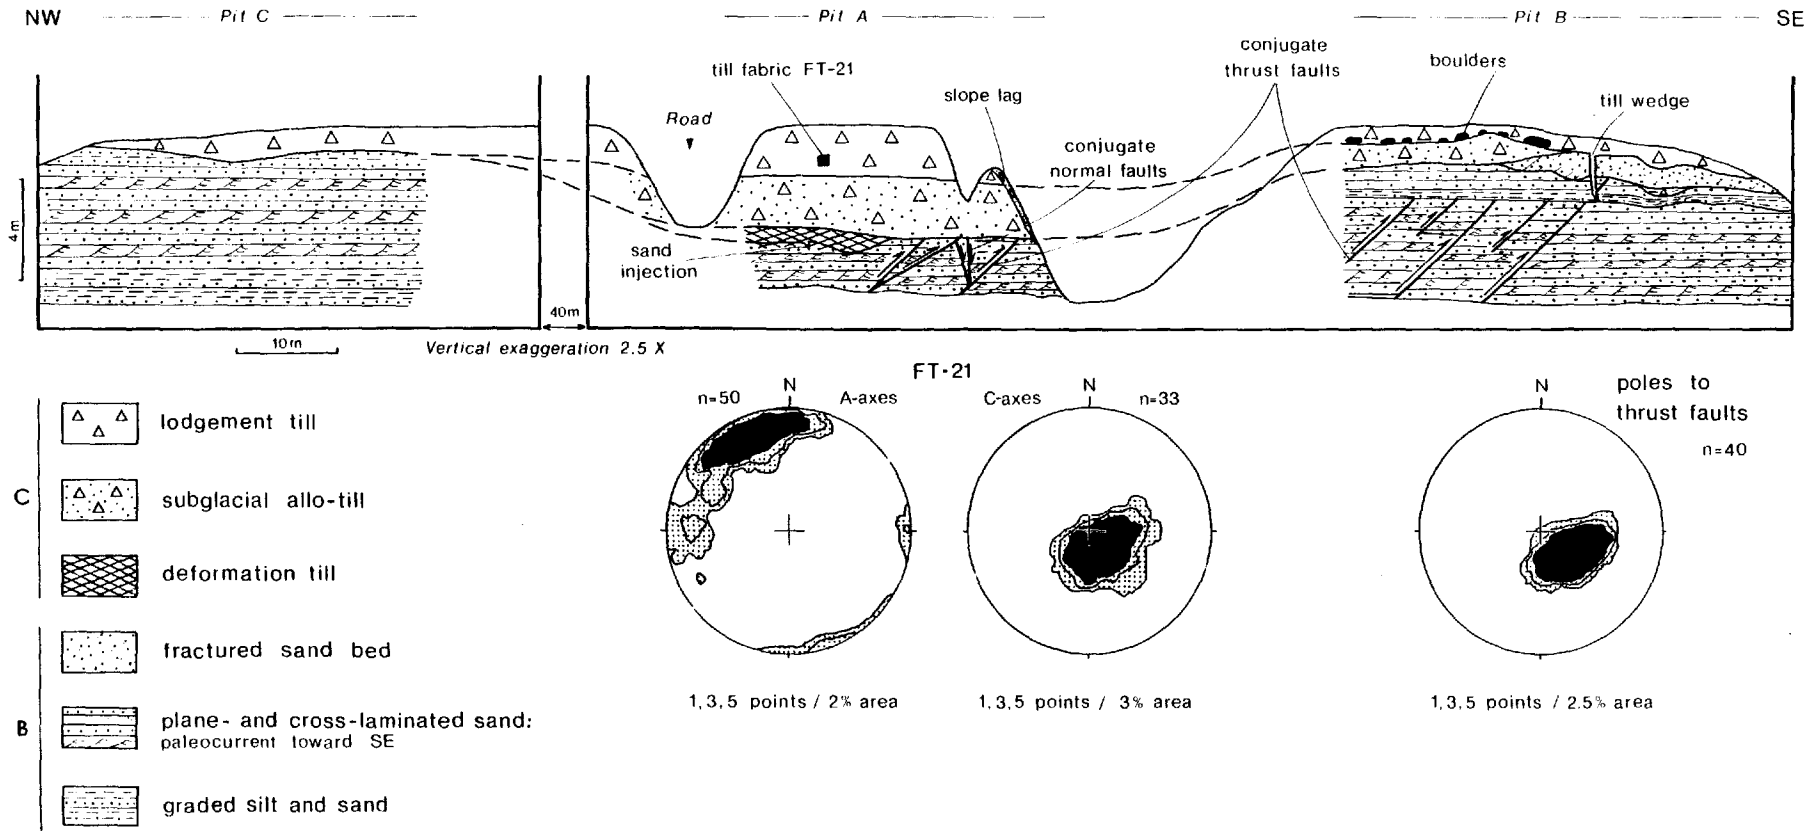 NW
Pit C
Pit A
Pit B
SE
till fabric FT-21
Road
slope lag
conjugate
normal faults
conjugate
thrust faults
boulders
till wedge
4m
sand
injection
40m
10m
Vertical exaggeration 2.5 X
FT-21
N
n=50
A-axes
C-axes
N
n=33
N
poles to
thrust faults
n=40
1,3,5 points / 2% area
1,3,5 points / 3% area
1,3,5 points / 2.5% area
C
lodgement till
subglacial allo-till
deformation till
B
fractured sand bed
plane- and cross-laminated sand:
paleocurrent toward SE
graded silt and sand